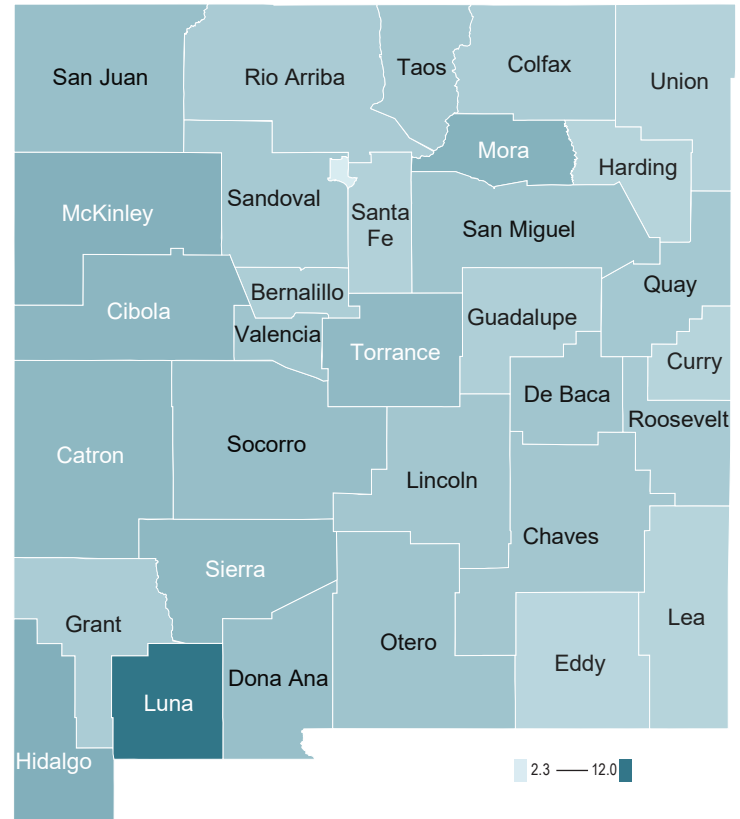 San Juan
Rio Arriba
Taos
Colfax
Union
Mora
Harding
McKinley
Sandoval
Santa
Fe
San Miguel
Quay
Bernalillo
Cibola
Guadalupe
Valencia
Torrance
Curry
De Baca
Roosevelt
Catron
Socorro
Lincoln
Chaves
Sierra
Grant
Otero
Lea
Eddy
Dona Ana
Luna
Hidalgo
2.3 — 12.0